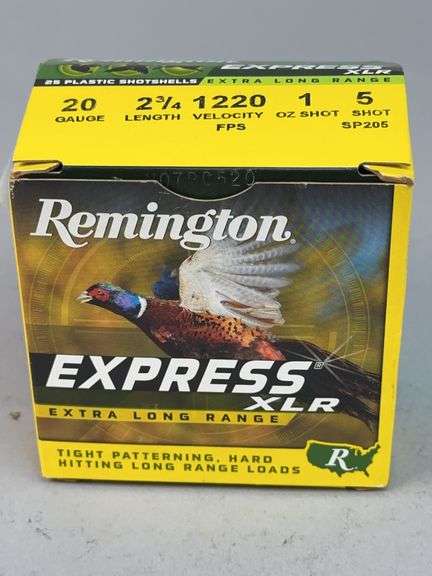 EXPRESS
XLR
25 PLASTIC SHOTSHELLS EXTRA LONG RANGE
20 2¾ 1220 1 5
GAUGE LENGTH VELOCITY OZ SHOT SHOT
FPS SP205
Remington
EXPRESS®
XLR
EXTRA LONG RANGE
TIGHT PATTERNING, HARD
HITTING LONG RANGE LOADS
R